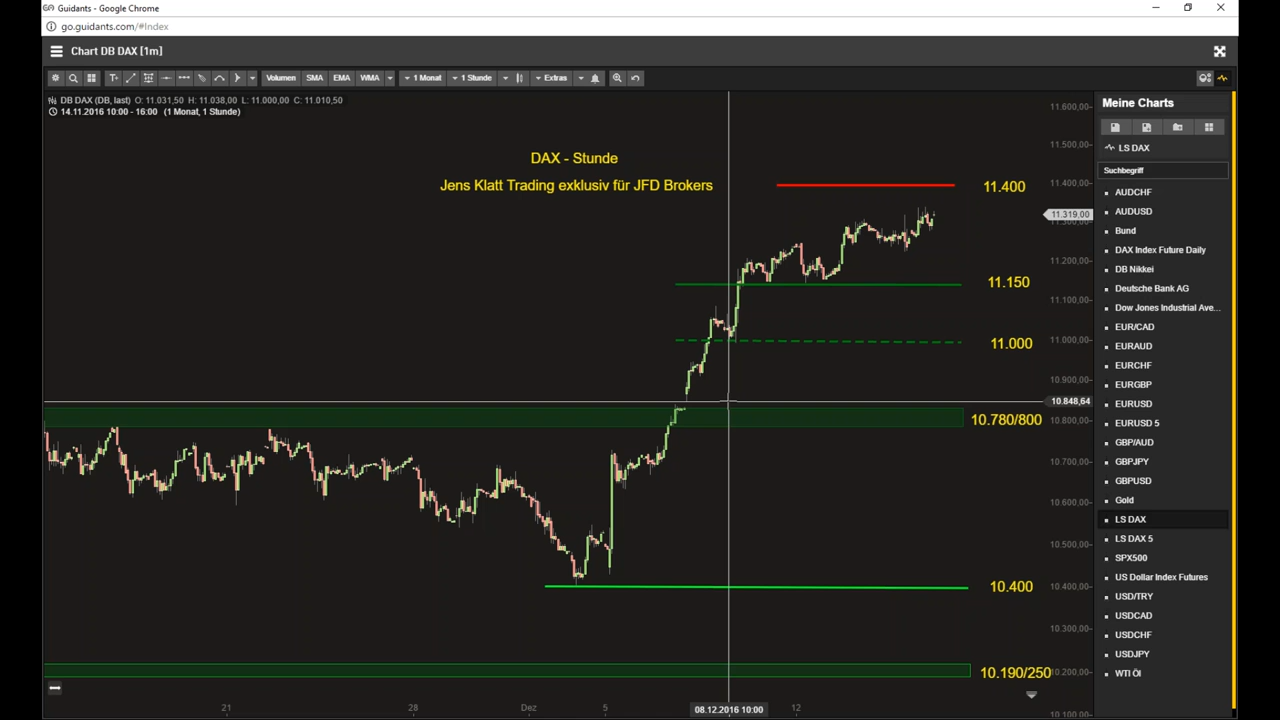 Guidants - Google Chrome
go.guidants.com/#Index
Chart DB DAX [1m]
Volumen SMA EMA WMA 1 Monat 1 Stunde Extras
DB DAX (DB, last) O: 11.031,50 H: 11.038,00 L: 11.000,00 C: 11.010,50
14.11.2016 10:00 - 16:00 (1 Monat, 1 Stunde)
DAX - Stunde
Jens Klatt Trading exklusiv für JFD Brokers
11.400
11.150
11.000
10.780/800
10.400
10.190/250
11.600,00
11.500,00
11.400,00
11.319,00
11.300,00
11.200,00
11.100,00
11.000,00
10.900,00
10.848,64
10.800,00
10.700,00
10.600,00
10.500,00
10.400,00
10.300,00
10.200,00
10.100,00
21 28 Dez 5 08.12.2016 10:00 12
Meine Charts
LS DAX
Suchbegriff
AUDCHF
AUDUSD
Bund
DAX Index Future Daily
DB Nikkei
Deutsche Bank AG
Dow Jones Industrial Ave...
EUR/CAD
EURAUD
EURCHF
EURGBP
EURUSD
EURUSD 5
GBP/AUD
GBPJPY
GBPUSD
Gold
LS DAX
LS DAX 5
SPX500
US Dollar Index Futures
USD/TRY
USDCAD
USDCHF
USDJPY
WTI Öl